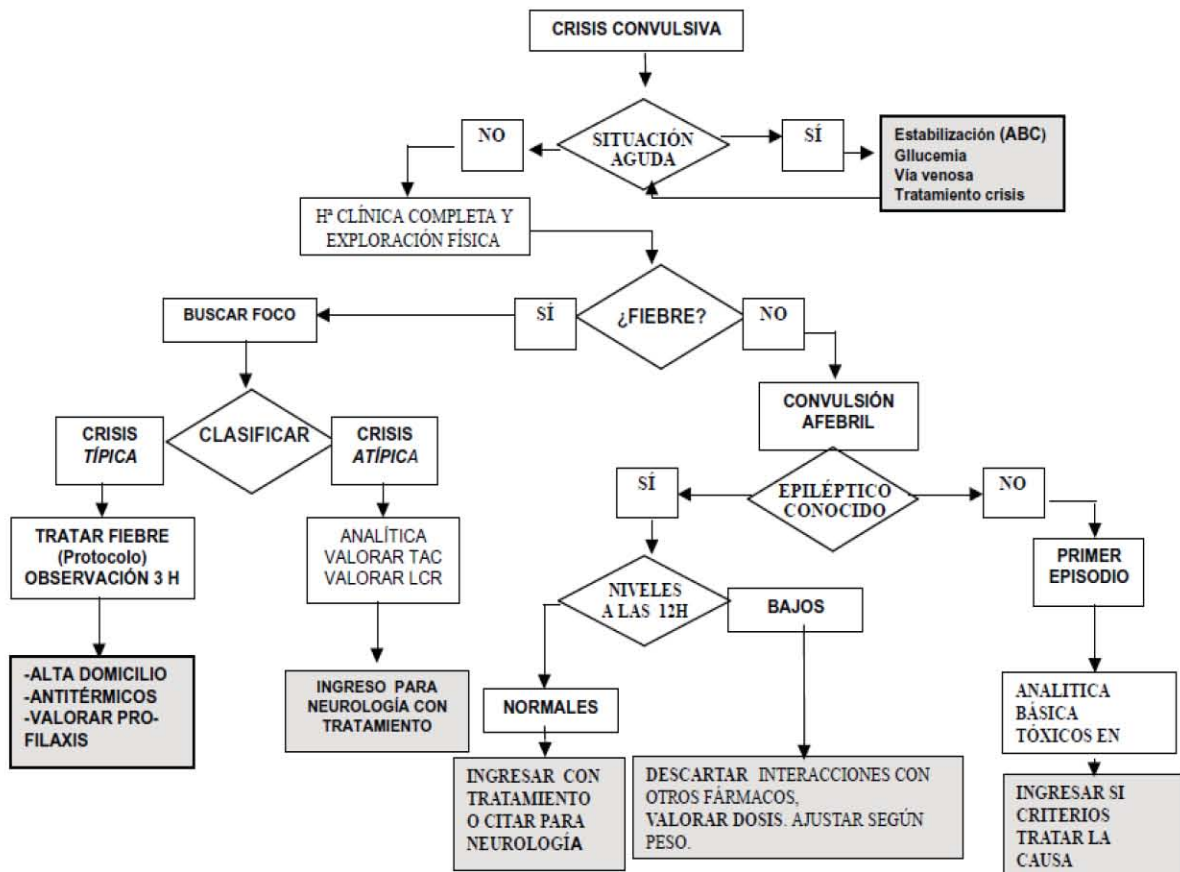 CRISIS CONVULSIVA
NO
SITUACIÓN
AGUDA
SÍ
Estabilización (ABC)
Gllucemia
Vía venosa
Tratamiento crisis
Hª CLÍNICA COMPLETA Y
EXPLORACIÓN FÍSICA
BUSCAR FOCO
SÍ
¿FIEBRE?
NO
CONVULSIÓN
AFEBRIL
CRISIS
TÍPICA
CLASIFICAR
CRISIS
ATÍPICA
SÍ
EPILÉPTICO
CONOCIDO
NO
TRATAR FIEBRE
(Protocolo)
OBSERVACIÓN 3 H
ANALÍTICA
VALORAR TAC
VALORAR LCR
NIVELES
A LAS 12H
BAJOS
PRIMER
EPISODIO
-ALTA DOMICILIO
-ANTITÉRMICOS
-VALORAR PRO-
FILAXIS
INGRESO PARA
NEUROLOGÍA CON
TRATAMIENTO
NORMALES
ANALITICA
BÁSICA
TÓXICOS EN
INGRESAR CON
TRATAMIENTO
O CITAR PARA
NEUROLOGÍA
DESCARTAR INTERACCIONES CON
OTROS FÁRMACOS,
VALORAR DOSIS. AJUSTAR SEGÚN
PESO.
INGRESAR SI
CRITERIOS
TRATAR LA
CAUSA